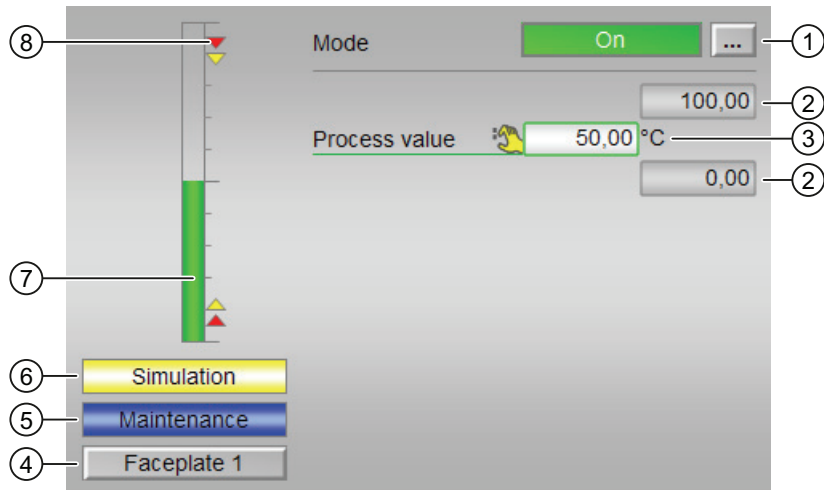 8
Mode
On
...
1
100,00
2
Process value
50,00 °C
3
0,00
2
7
6
Simulation
5
Maintenance
4
Faceplate 1